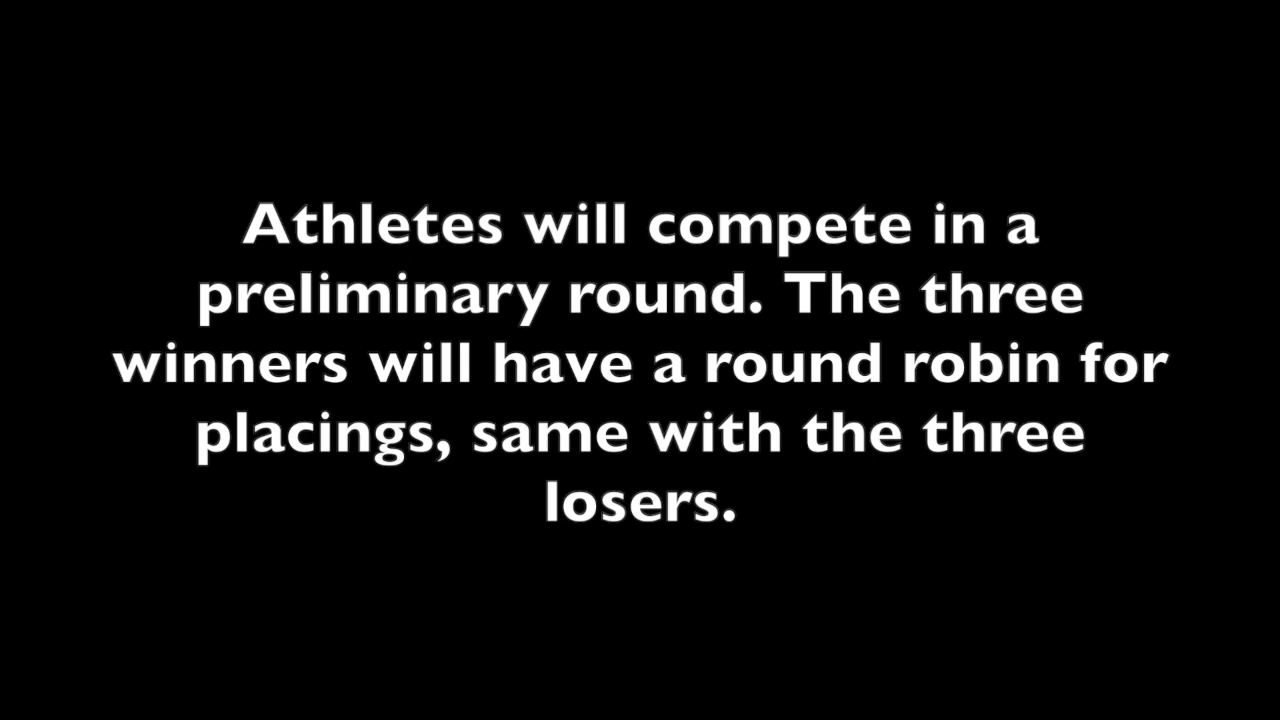 Athletes will compete in a
preliminary round. The three
winners will have a round robin for
placings, same with the three
losers.